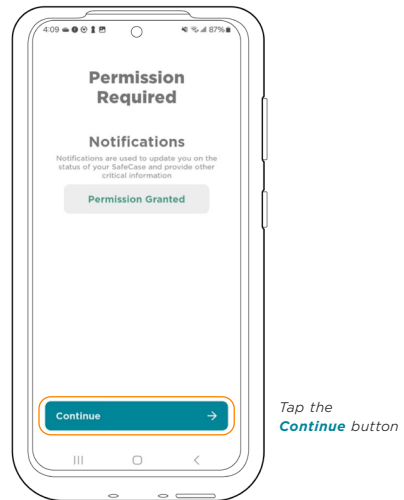 4:09 87%
Permission
Required
Notifications
Notifications are used to update you on the
status of your SafeCase and provide other
critical information
Permission Granted
Continue
Tap the
Continue button